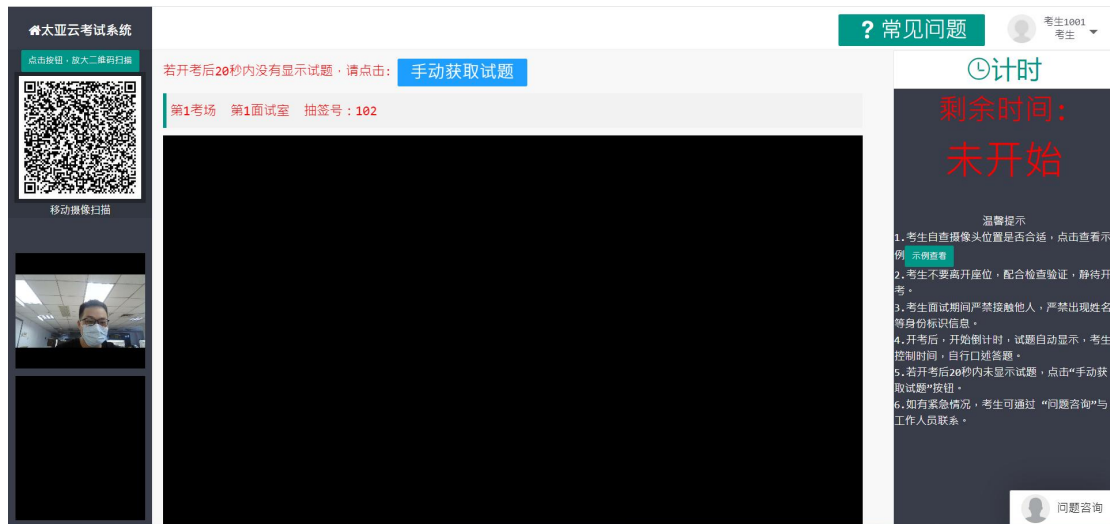 太亚云考试系统
? 常见问题
考生1001
考生
点击按钮，放大二维码扫描
移动摄像扫描
若开考后20秒内没有显示试题，请点击:
手动获取试题
第1考场 第1面试室 抽签号：102
计时
剩余时间:
未开始
温馨提示
1.考生自查摄像头位置是否合适，点击查看示
例 示例查看
2.考生不要离开座位，配合检查验证，静待开
考。
3.考生面试期间严禁接触他人，严禁出现姓名
等身份标识信息。
4.开考后，开始倒计时，试题自动显示，考生
控制时间，自行口述答题。
5.若开考后20秒内未显示试题，点击“手动获
取试题”按钮。
6.如有紧急情况，考生可通过 “问题咨询”与
工作人员联系。
问题咨询